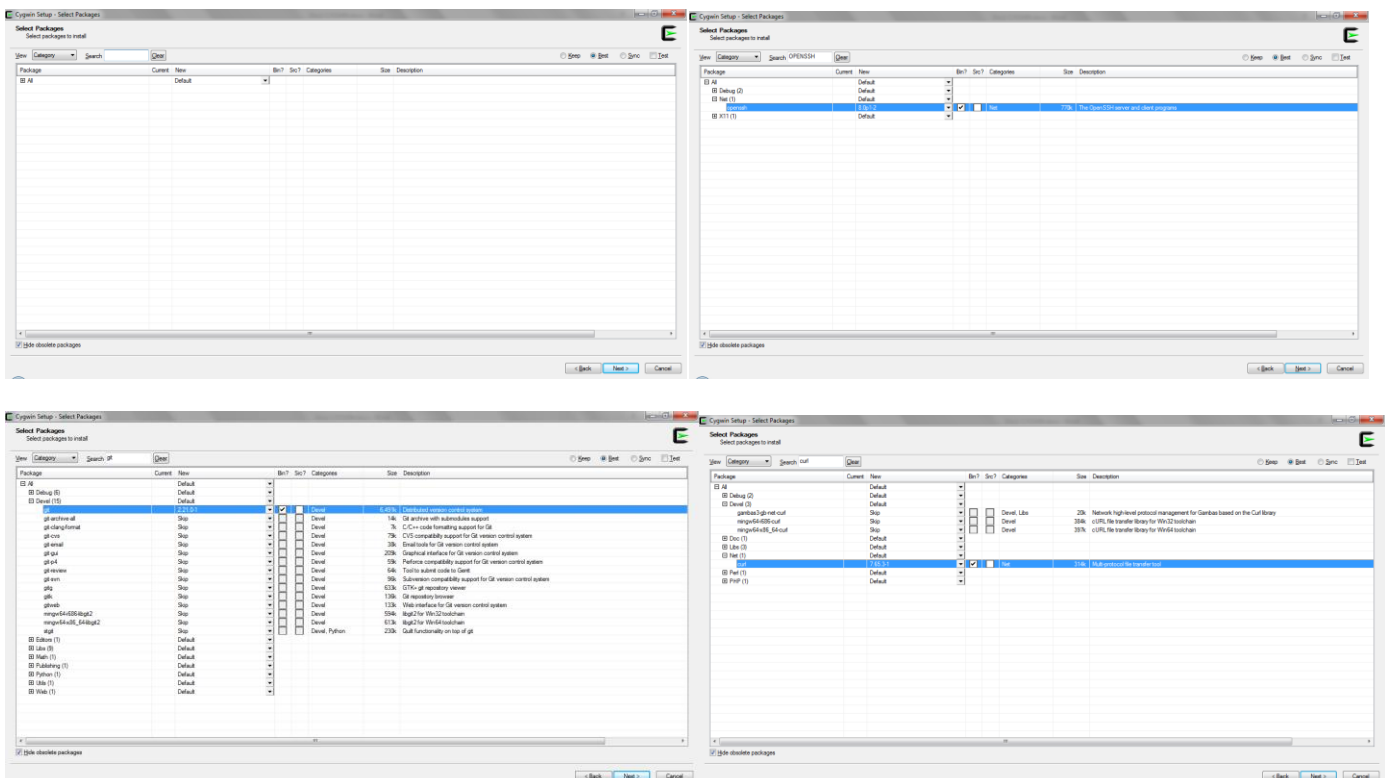 Cygwin Setup - Select Packages
Select Packages
Select packages to install
View Category Search Clear Keep Best Sync Test
Package Current New Bin? Src? Categories Size Description
All Default
Hide obsolete packages
< Back Next > Cancel
Cygwin Setup - Select Packages
Select Packages
Select packages to install
View Category Search OPENSSH Clear Keep Best Sync Test
Package Current New Bin? Src? Categories Size Description
All Default
Debug (2) Default
Net (1) Default
openssh 8.0p1-2 Net 770k The OpenSSH server and client programs
X11 (1) Default
Hide obsolete packages
< Back Next > Cancel
Cygwin Setup - Select Packages
Select Packages
Select packages to install
View Category Search git Clear Keep Best Sync Test
Package Current New Bin? Src? Categories Size Description
All Default
Debug (6) Default
Devel (15) Default
git 2.21.0-1 Devel Distributed version control system
git-archive-all Skip Devel 14k Git archive with submodules support
git-clang-format Skip Devel 7k C/C++ code formatting support for Git
git-cvs Skip Devel 79k CVS compatibility support for Git version control system
git-email Skip Devel 38k Email tools for Git version control system
git-gui Skip Devel 209k Graphical interface for Git version control system
git-p4 Skip Devel 59k Perforce compatibility support for Git version control system
git-review Skip Devel 64k Tool to submit code to Gerrit
git-svn Skip Devel 96k Subversion compatibility support for Git version control system
gitg Skip Devel 633k GTK+ git repository viewer
gitk Skip Devel 136k Git repository browser
gitweb Skip Devel 133k Web interface for Git version control system
mingw64-i686-libgit2 Skip Devel 594k libgit2 for Win32 toolchain
mingw64-x86_64-libgit2 Skip Devel 613k libgit2 for Win64 toolchain
stgit Skip Devel, Python 230k Quilt functionality on top of git
Editors (1) Default
Libs (9) Default
Math (1) Default
Publishing (1) Default
Python (1) Default
Utils (1) Default
Web (1) Default
Hide obsolete packages
< Back Next > Cancel
Cygwin Setup - Select Packages
Select Packages
Select packages to install
View Category Search curl Clear Keep Best Sync Test
Package Current New Bin? Src? Categories Size Description
All Default
Debug (2) Default
Devel (3) Default
gambas3-gb-net-curl Skip Devel, Libs 28k Network high-level protocol management for Gambas based on the Curl library
mingw64-i686-curl Skip Devel 384k cURL file transfer library for Win32 toolchain
mingw64-x86_64-curl Skip Devel 397k cURL file transfer library for Win64 toolchain
Doc (1) Default
Libs (3) Default
Net (1) Default
curl 7.65.3-1 Net 314k Multi-protocol file transfer tool
Perl (1) Default
PHP (1) Default
Hide obsolete packages
< Back Next > Cancel